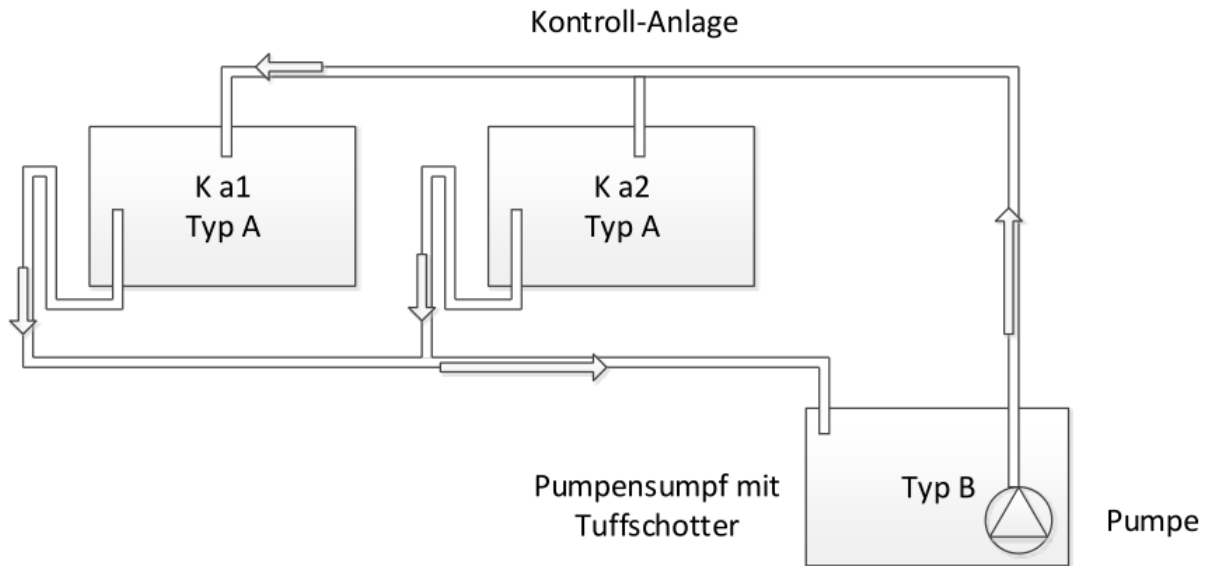 Kontroll-Anlage
K a1
Typ A
K a2
Typ A
Pumpensumpf mit
Tuffschotter
Typ B
Pumpe